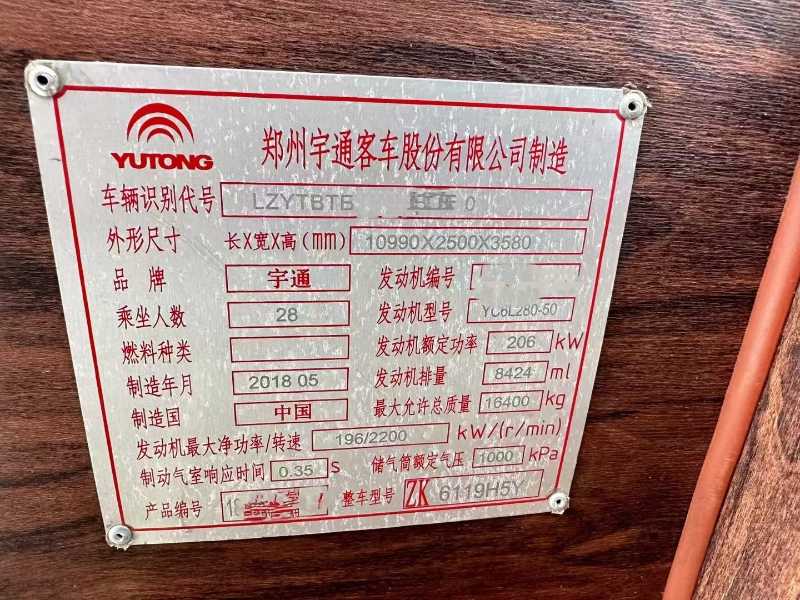 YUTONG
郑州宇通客车股份有限公司制造
车辆识别代号 LZYTBTB 0
外形尺寸 长X宽X高(mm) 10990X2500X3580
品牌 宇通 发动机编号
乘坐人数 28 发动机型号 YC6L280-50
燃料种类 发动机额定功率 206 kW
制造年月 2018 05 发动机排量 8424 ml
制造国 中国 最大允许总质量 16400 kg
发动机最大净功率/转速 196/2200 kW/(r/min)
制动气室响应时间 0.35 s 储气筒额定气压 1000 kPa
产品编号 整车型号 ZK 6119H5Y